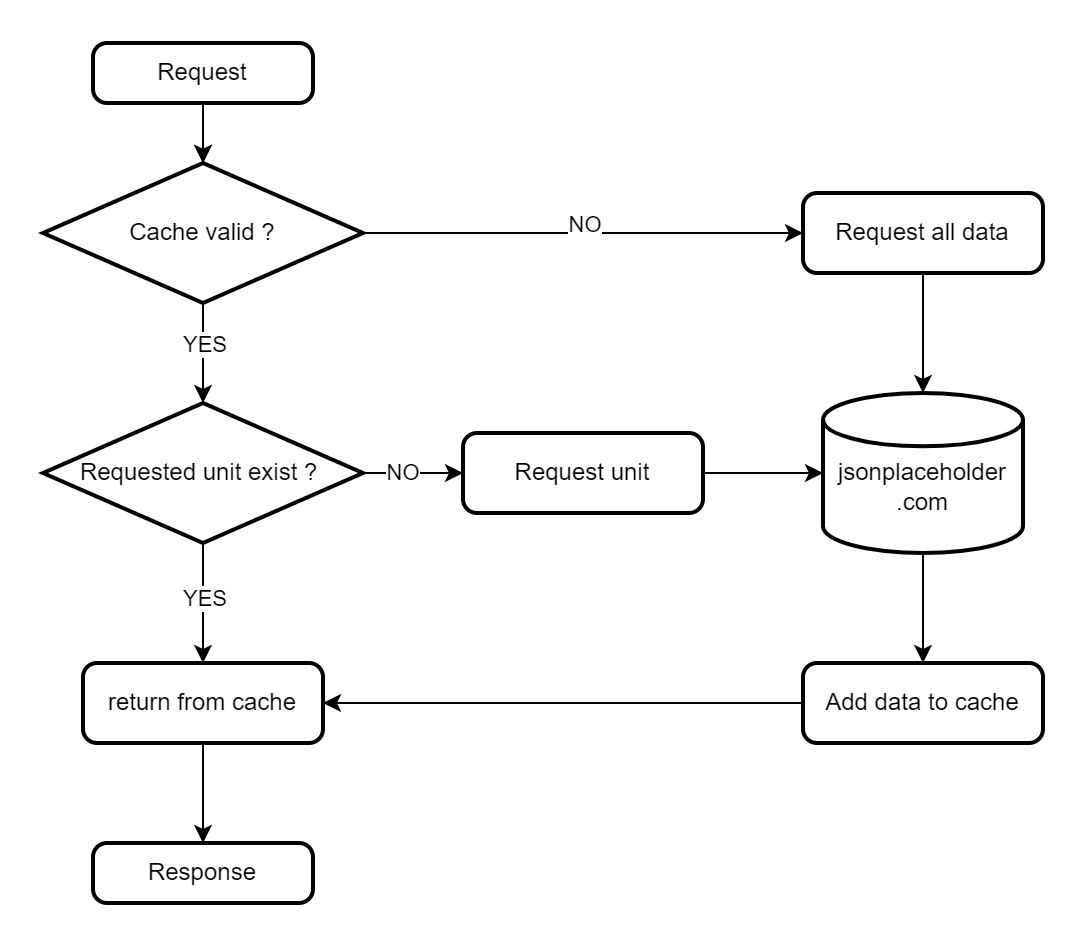 Request
Cache valid ?
NO
Request all data
YES
Requested unit exist ?
NO
Request unit
jsonplaceholder
.com
YES
return from cache
Add data to cache
Response